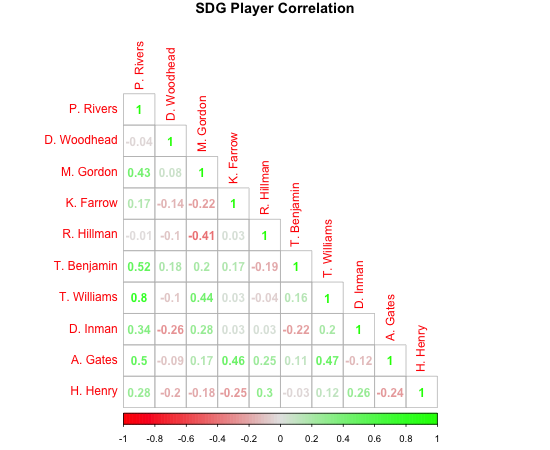 SDG Player Correlation
P. Rivers
D. Woodhead
M. Gordon
K. Farrow
R. Hillman
T. Benjamin
T. Williams
D. Inman
A. Gates
H. Henry
P. Rivers 1
D. Woodhead -0.04 1
M. Gordon 0.43 0.08 1
K. Farrow 0.17 -0.14 -0.22 1
R. Hillman -0.01 -0.1 -0.41 0.03 1
T. Benjamin 0.52 0.18 0.2 0.17 -0.19 1
T. Williams 0.8 -0.1 0.44 0.03 -0.04 0.16 1
D. Inman 0.34 -0.26 0.28 0.03 0.03 -0.22 0.2 1
A. Gates 0.5 -0.09 0.17 0.46 0.25 0.11 0.47 -0.12 1
H. Henry 0.28 -0.2 -0.18 -0.25 0.3 -0.03 0.12 0.26 -0.24 1
-1 -0.8 -0.6 -0.4 -0.2 0 0.2 0.4 0.6 0.8 1